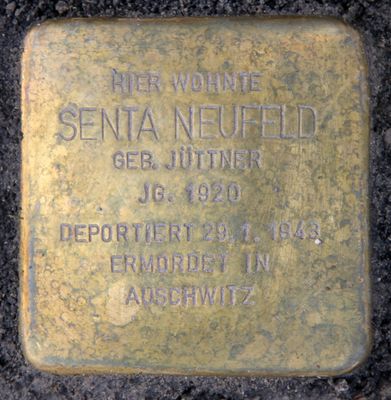 HIER WOHNTE
SENTA NEUFELD
GEB. JÜTTNER
JG. 1920
DEPORTIERT 29.1.1943
ERMORDET IN
AUSCHWITZ